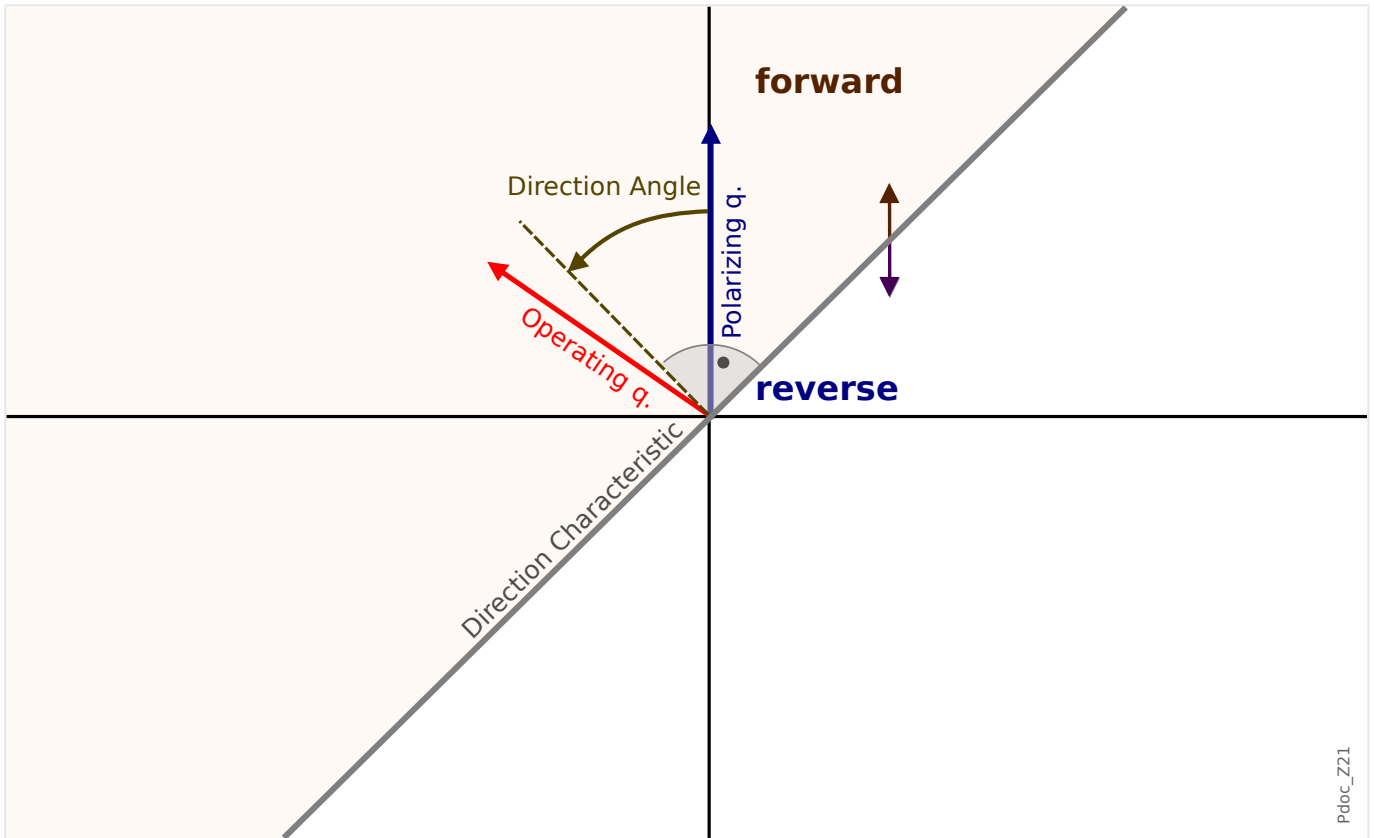 forward
Direction Angle
Polarizing q.
Operating q.
reverse
Direction Characteristic
Pdoc_Z21